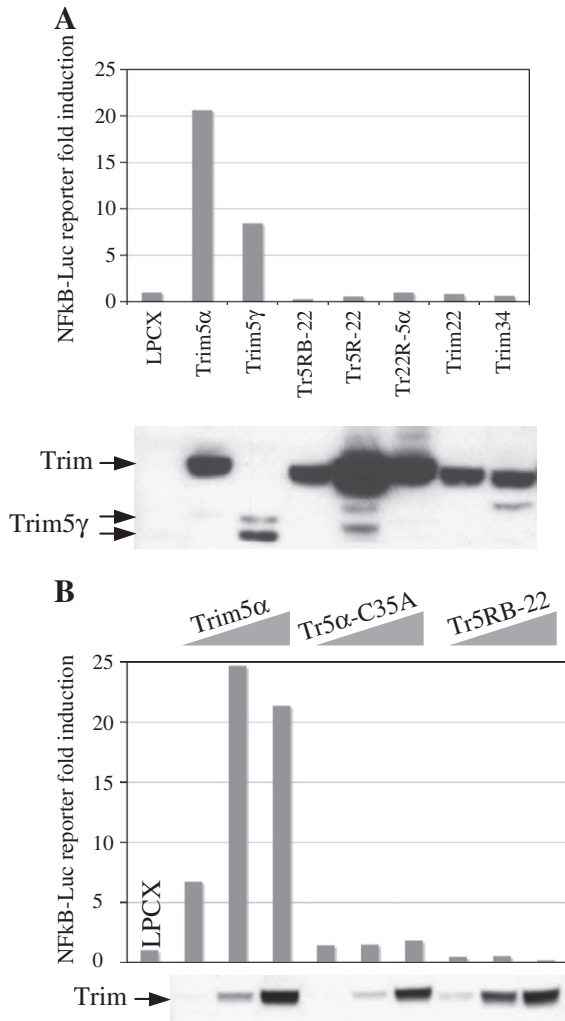 A
NFkB-Luc reporter fold induction
25
20
15
10
5
0
LPCX
Trim5α
Trim5γ
Tr5RB-22
Tr5R-22
Tr22R-5α
Trim22
Trim34
Trim
Trim5γ
B
Trim5α
Tr5α-C35A
Tr5RB-22
NFkB-Luc reporter fold induction
25
20
15
10
5
0
LPCX
Trim